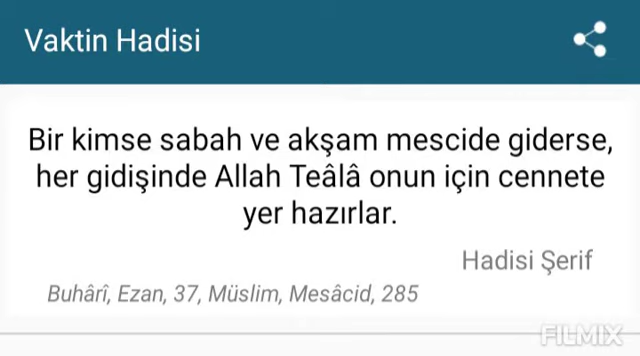 Vaktin Hadisi
Bir kimse sabah ve akşam mescide giderse,
her gidişinde Allah Teâlâ onun için cennete
yer hazırlar.
Hadisi Şerif
Buhârî, Ezan, 37, Müslim, Mesâcid, 285
FILMIX